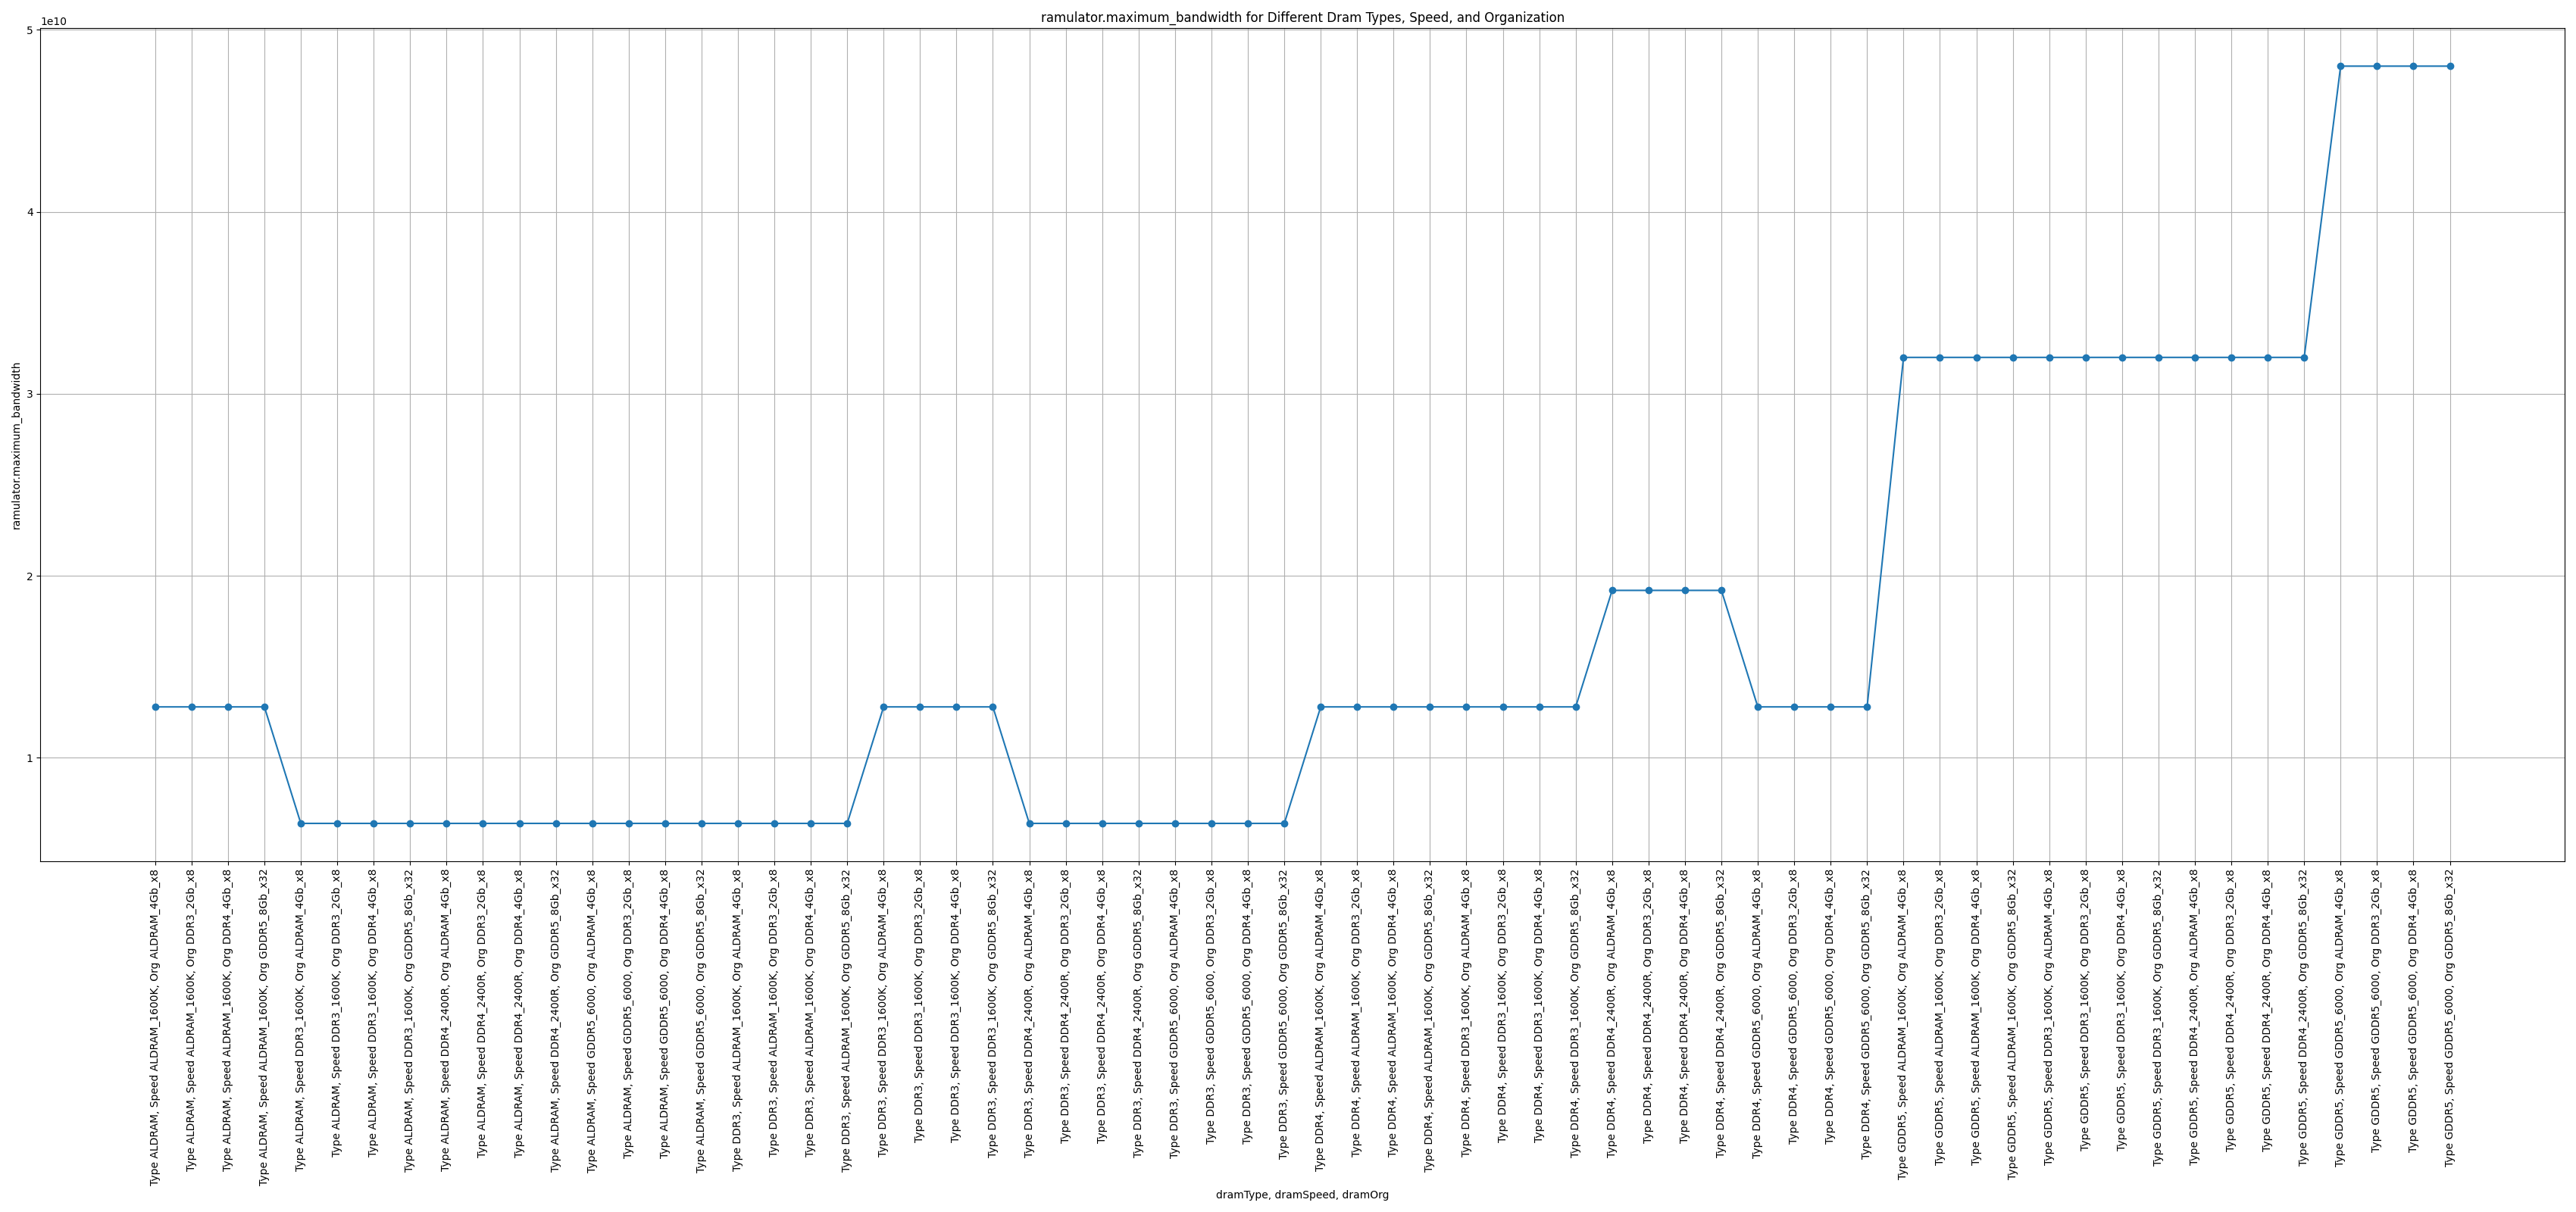 ramulator.maximum_bandwidth for Different Dram Types, Speed, and Organization
1e10
5
4
3
2
1
ramulator.maximum_bandwidth
Type ALDRAM, Speed ALDRAM_1600K, Org ALDRAM_4Gb_x8
Type ALDRAM, Speed ALDRAM_1600K, Org DDR3_2Gb_x8
Type ALDRAM, Speed ALDRAM_1600K, Org DDR4_4Gb_x8
Type ALDRAM, Speed ALDRAM_1600K, Org GDDR5_8Gb_x32
Type ALDRAM, Speed DDR3_1600K, Org ALDRAM_4Gb_x8
Type ALDRAM, Speed DDR3_1600K, Org DDR3_2Gb_x8
Type ALDRAM, Speed DDR3_1600K, Org DDR4_4Gb_x8
Type ALDRAM, Speed DDR3_1600K, Org GDDR5_8Gb_x32
Type ALDRAM, Speed DDR4_2400R, Org ALDRAM_4Gb_x8
Type ALDRAM, Speed DDR4_2400R, Org DDR3_2Gb_x8
Type ALDRAM, Speed DDR4_2400R, Org DDR4_4Gb_x8
Type ALDRAM, Speed DDR4_2400R, Org GDDR5_8Gb_x32
Type ALDRAM, Speed GDDR5_6000, Org ALDRAM_4Gb_x8
Type ALDRAM, Speed GDDR5_6000, Org DDR3_2Gb_x8
Type ALDRAM, Speed GDDR5_6000, Org DDR4_4Gb_x8
Type ALDRAM, Speed GDDR5_6000, Org GDDR5_8Gb_x32
Type DDR3, Speed ALDRAM_1600K, Org ALDRAM_4Gb_x8
Type DDR3, Speed ALDRAM_1600K, Org DDR3_2Gb_x8
Type DDR3, Speed ALDRAM_1600K, Org DDR4_4Gb_x8
Type DDR3, Speed ALDRAM_1600K, Org GDDR5_8Gb_x32
Type DDR3, Speed DDR3_1600K, Org ALDRAM_4Gb_x8
Type DDR3, Speed DDR3_1600K, Org DDR3_2Gb_x8
Type DDR3, Speed DDR3_1600K, Org DDR4_4Gb_x8
Type DDR3, Speed DDR3_1600K, Org GDDR5_8Gb_x32
Type DDR3, Speed DDR4_2400R, Org ALDRAM_4Gb_x8
Type DDR3, Speed DDR4_2400R, Org DDR3_2Gb_x8
Type DDR3, Speed DDR4_2400R, Org DDR4_4Gb_x8
Type DDR3, Speed DDR4_2400R, Org GDDR5_8Gb_x32
Type DDR3, Speed GDDR5_6000, Org ALDRAM_4Gb_x8
Type DDR3, Speed GDDR5_6000, Org DDR3_2Gb_x8
Type DDR3, Speed GDDR5_6000, Org DDR4_4Gb_x8
Type DDR3, Speed GDDR5_6000, Org GDDR5_8Gb_x32
Type DDR4, Speed ALDRAM_1600K, Org ALDRAM_4Gb_x8
Type DDR4, Speed ALDRAM_1600K, Org DDR3_2Gb_x8
Type DDR4, Speed ALDRAM_1600K, Org DDR4_4Gb_x8
Type DDR4, Speed ALDRAM_1600K, Org GDDR5_8Gb_x32
Type DDR4, Speed DDR3_1600K, Org ALDRAM_4Gb_x8
Type DDR4, Speed DDR3_1600K, Org DDR3_2Gb_x8
Type DDR4, Speed DDR3_1600K, Org DDR4_4Gb_x8
Type DDR4, Speed DDR3_1600K, Org GDDR5_8Gb_x32
Type DDR4, Speed DDR4_2400R, Org ALDRAM_4Gb_x8
Type DDR4, Speed DDR4_2400R, Org DDR3_2Gb_x8
Type DDR4, Speed DDR4_2400R, Org DDR4_4Gb_x8
Type DDR4, Speed DDR4_2400R, Org GDDR5_8Gb_x32
Type DDR4, Speed GDDR5_6000, Org ALDRAM_4Gb_x8
Type DDR4, Speed GDDR5_6000, Org DDR3_2Gb_x8
Type DDR4, Speed GDDR5_6000, Org DDR4_4Gb_x8
Type DDR4, Speed GDDR5_6000, Org GDDR5_8Gb_x32
Type GDDR5, Speed ALDRAM_1600K, Org ALDRAM_4Gb_x8
Type GDDR5, Speed ALDRAM_1600K, Org DDR3_2Gb_x8
Type GDDR5, Speed ALDRAM_1600K, Org DDR4_4Gb_x8
Type GDDR5, Speed ALDRAM_1600K, Org GDDR5_8Gb_x32
Type GDDR5, Speed DDR3_1600K, Org ALDRAM_4Gb_x8
Type GDDR5, Speed DDR3_1600K, Org DDR3_2Gb_x8
Type GDDR5, Speed DDR3_1600K, Org DDR4_4Gb_x8
Type GDDR5, Speed DDR3_1600K, Org GDDR5_8Gb_x32
Type GDDR5, Speed DDR4_2400R, Org ALDRAM_4Gb_x8
Type GDDR5, Speed DDR4_2400R, Org DDR3_2Gb_x8
Type GDDR5, Speed DDR4_2400R, Org DDR4_4Gb_x8
Type GDDR5, Speed DDR4_2400R, Org GDDR5_8Gb_x32
Type GDDR5, Speed GDDR5_6000, Org ALDRAM_4Gb_x8
Type GDDR5, Speed GDDR5_6000, Org DDR3_2Gb_x8
Type GDDR5, Speed GDDR5_6000, Org DDR4_4Gb_x8
Type GDDR5, Speed GDDR5_6000, Org GDDR5_8Gb_x32
dramType, dramSpeed, dramOrg